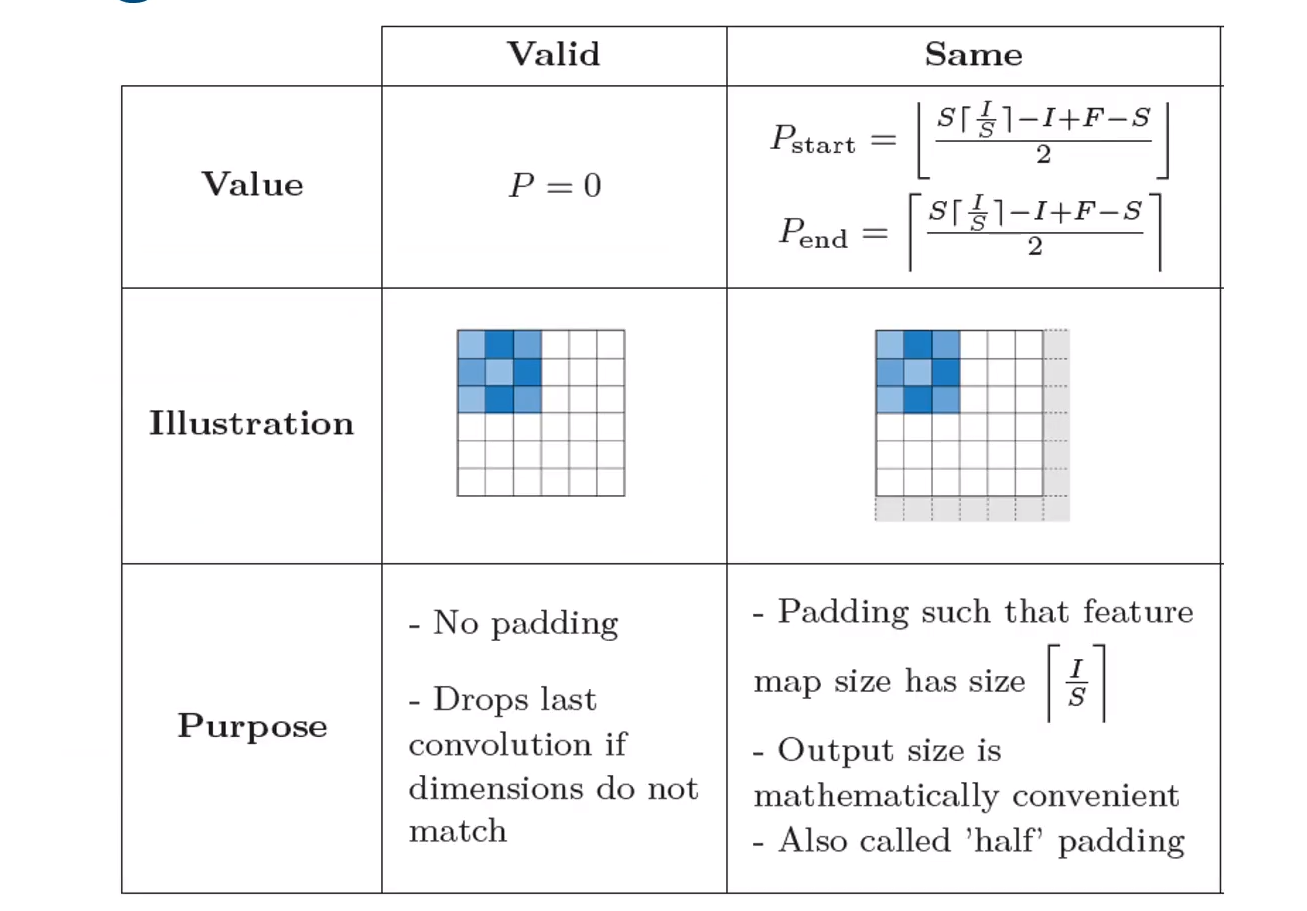 Valid
Same
Value
P = 0
P_start = ⌊(S⌈I/S⌉−I+F−S)/2⌋
P_end = ⌈(S⌈I/S⌉−I+F−S)/2⌉
Illustration
Purpose
- No padding
- Drops last
convolution if
dimensions do not
match
- Padding such that feature
map size has size ⌈I/S⌉
- Output size is
mathematically convenient
- Also called 'half' padding